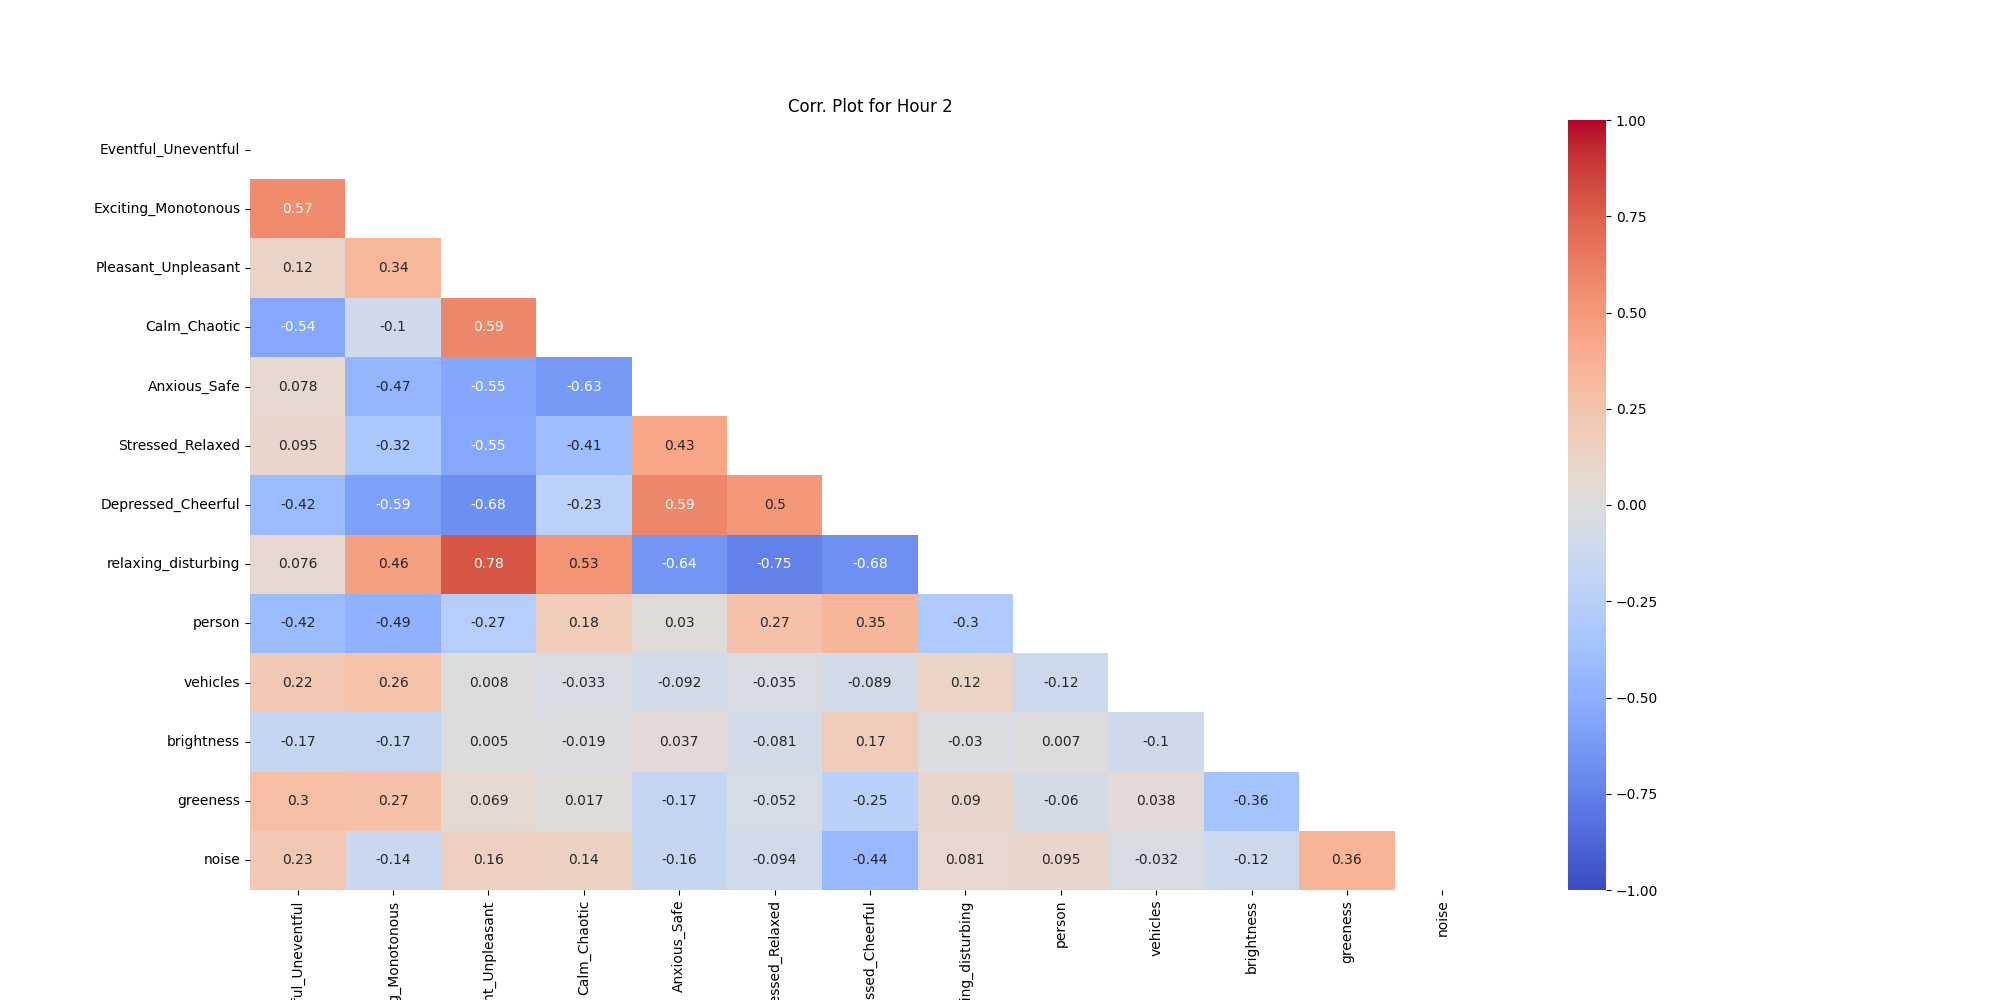 Corr. Plot for Hour 2
Eventful_Uneventful
Exciting_Monotonous 0.57
Pleasant_Unpleasant 0.12 0.34
Calm_Chaotic -0.54 -0.1 0.59
Anxious_Safe 0.078 -0.47 -0.55 -0.63
Stressed_Relaxed 0.095 -0.32 -0.55 -0.41 0.43
Depressed_Cheerful -0.42 -0.59 -0.68 -0.23 0.59 0.5
relaxing_disturbing 0.076 0.46 0.78 0.53 -0.64 -0.75 -0.68
person -0.42 -0.49 -0.27 0.18 0.03 0.27 0.35 -0.3
vehicles 0.22 0.26 0.008 -0.033 -0.092 -0.035 -0.089 0.12 -0.12
brightness -0.17 -0.17 0.005 -0.019 0.037 -0.081 0.17 -0.03 0.007 -0.1
greeness 0.3 0.27 0.069 0.017 -0.17 -0.052 -0.25 0.09 -0.06 0.038 -0.36
noise 0.23 -0.14 0.16 0.14 -0.16 -0.094 -0.44 0.081 0.095 -0.032 -0.12 0.36
ful_Uneventful
g_Monotonous
nt_Unpleasant
Calm_Chaotic
Anxious_Safe
essed_Relaxed
ssed_Cheerful
ing_disturbing
person
vehicles
brightness
greeness
noise
1.00
0.75
0.50
0.25
0.00
−0.25
−0.50
−0.75
−1.00